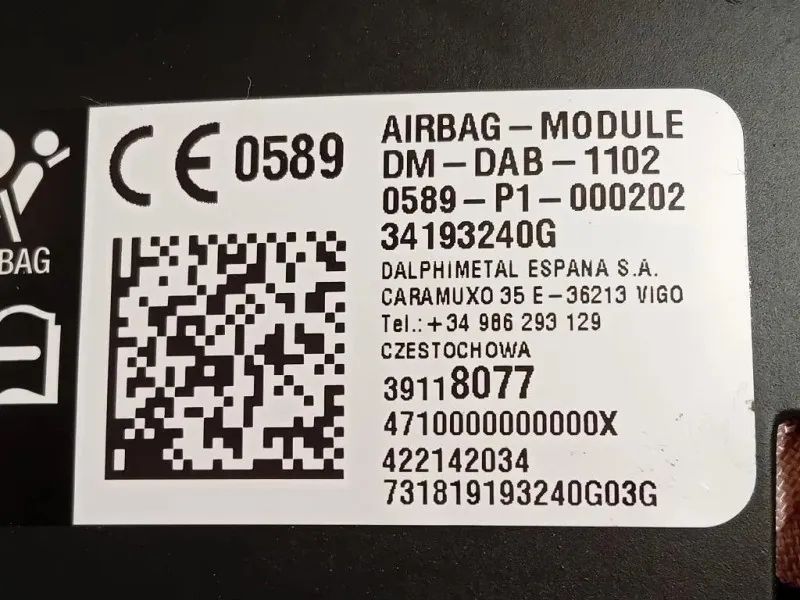 CE 0589
BAG
AIRBAG-MODULE
DM-DAB-1102
0589-P1-000202
34193240G
DALPHIMETAL ESPANA S.A.
CARAMUXO 35 E-36213 VIGO
Tel.: +34 986 293 129
CZESTOCHOWA
39118077
4710000000000X
422142034
731819193240G03G